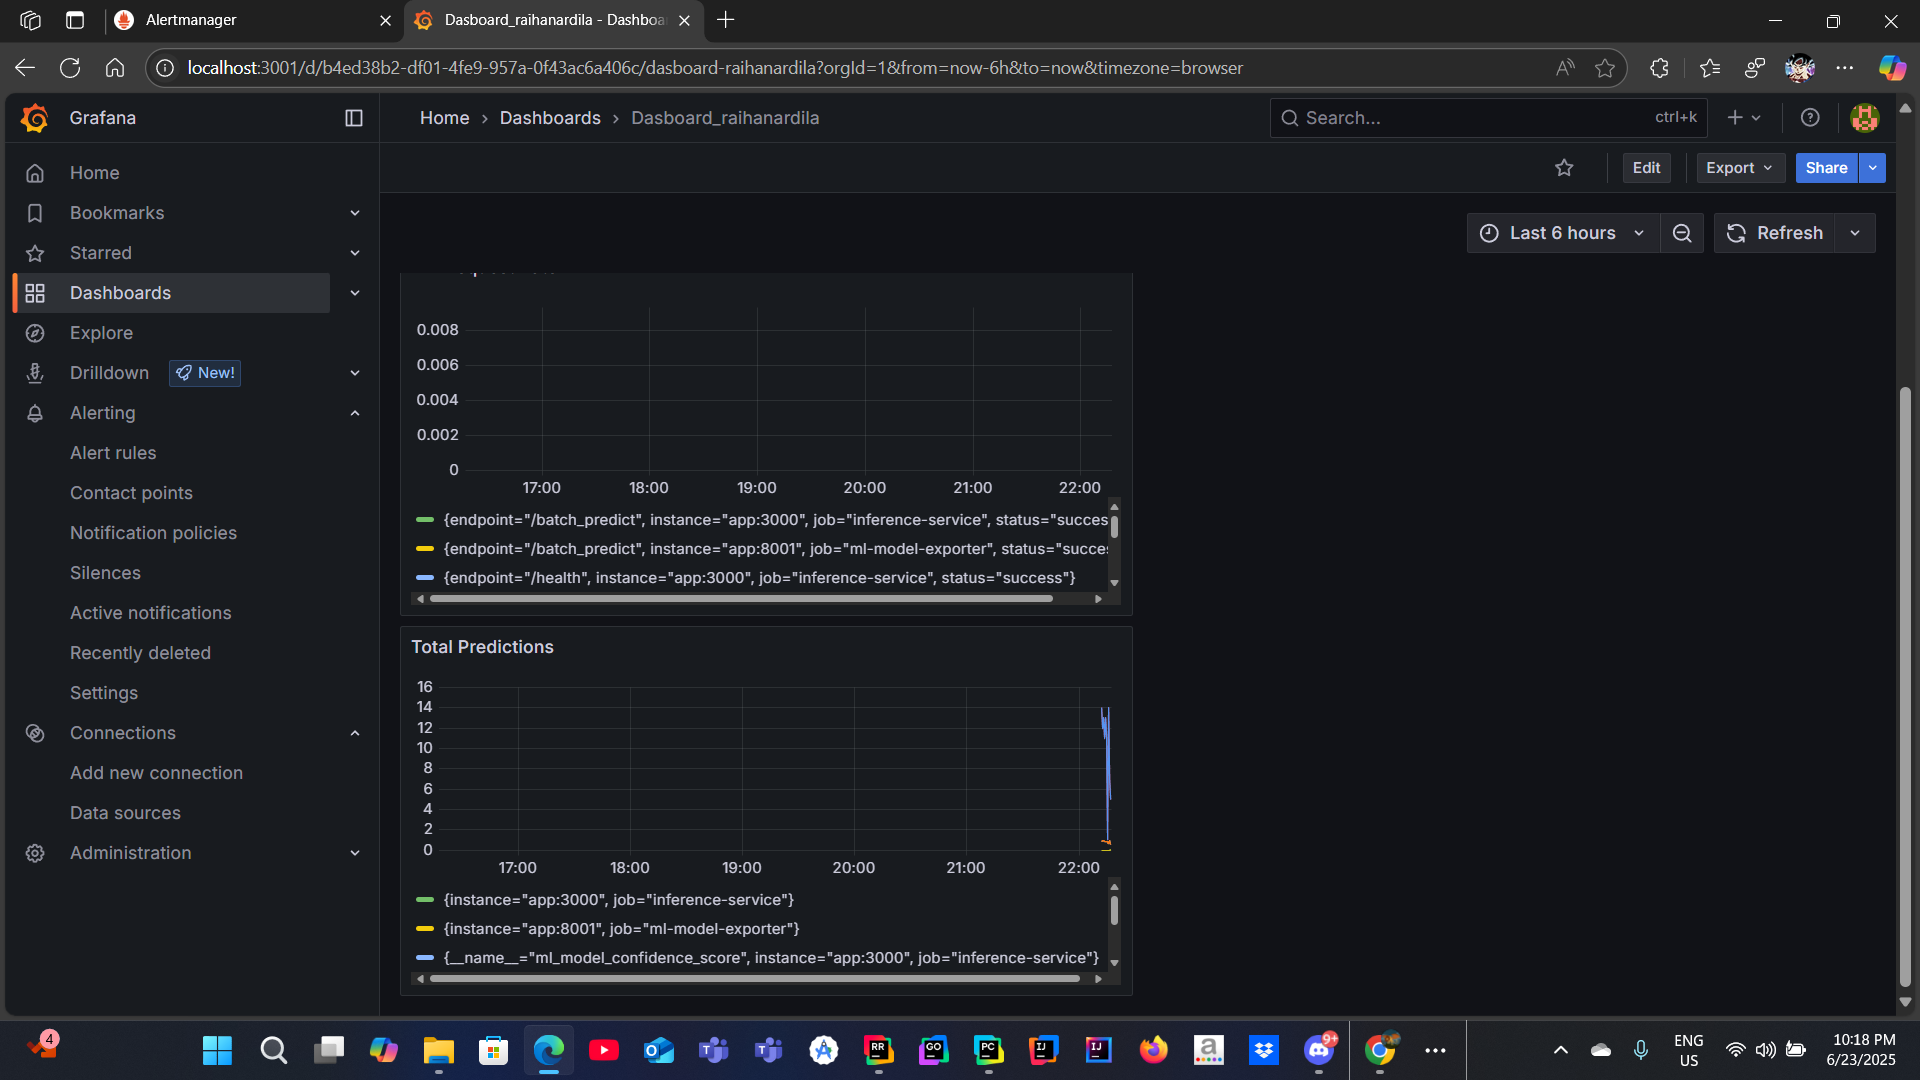 Alertmanager
Dasboard_raihanardila - Dashboa
localhost:3001/d/b4ed38b2-df01-4fe9-957a-0f43ac6a406c/dasboard-raihanardila?orgId=1&from=now-6h&to=now&timezone=browser
Grafana
Home › Dashboards › Dasboard_raihanardila
Search...
ctrl+k
Home
Bookmarks
Starred
Dashboards
Explore
Drilldown
New!
Alerting
Alert rules
Contact points
Notification policies
Silences
Active notifications
Recently deleted
Settings
Connections
Add new connection
Data sources
Administration
Edit
Export
Share
Last 6 hours
Refresh
0.008
0.006
0.004
0.002
0
17:00 18:00 19:00 20:00 21:00 22:00
{endpoint="/batch_predict", instance="app:3000", job="inference-service", status="succes
{endpoint="/batch_predict", instance="app:8001", job="ml-model-exporter", status="succe
{endpoint="/health", instance="app:3000", job="inference-service", status="success"}
Total Predictions
16
14
12
10
8
6
4
2
0
17:00 18:00 19:00 20:00 21:00 22:00
{instance="app:3000", job="inference-service"}
{instance="app:8001", job="ml-model-exporter"}
{__name__="ml_model_confidence_score", instance="app:3000", job="inference-service"}
4
RR
GO
PC
IJ
IJ
a
9+
ENG
US
10:18 PM
6/23/2025